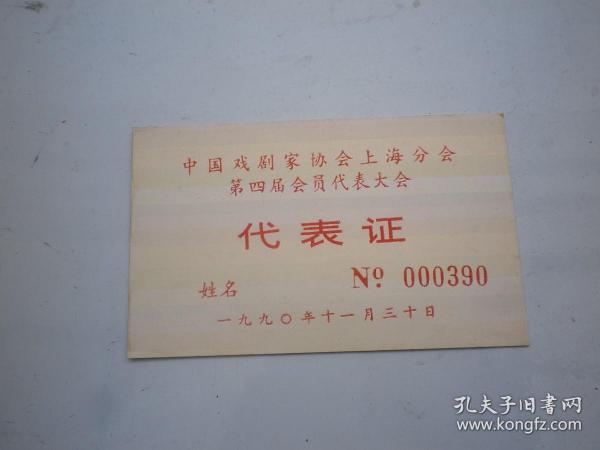 中国戏剧家协会上海分会
第四届会员代表大会
代表证
姓名 № 000390
一九九〇年十一月三十日
孔夫子旧书网
www.kongfz.com